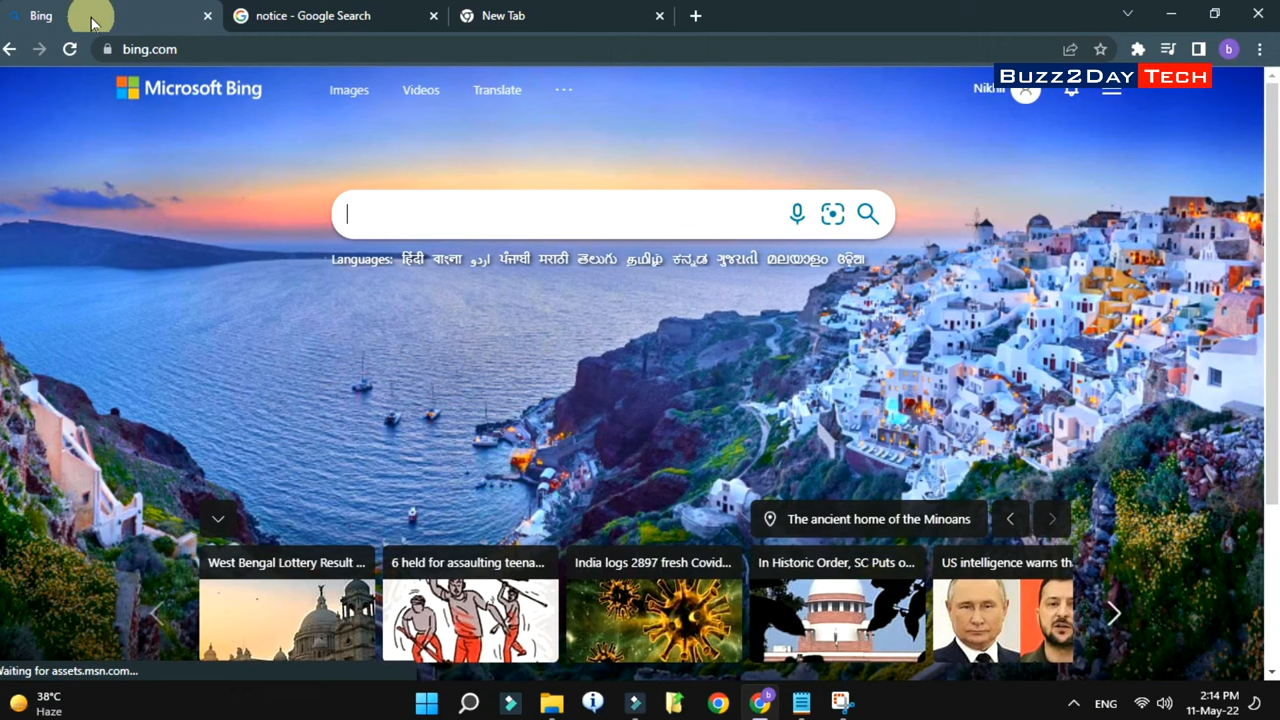 Bing
notice - Google Search
New Tab
bing.com
Buzz2Day Tech
Microsoft Bing
Images
Videos
Translate
Languages: हिंदी বাংলা اردو ਪੰਜਾਬੀ मराठी తెలుగు தமிழ் ಕನ್ನಡ ગુજરાતી മലയാളം ଓଡ଼ିଆ
The ancient home of the Minoans
West Bengal Lottery Result ...
6 held for assaulting teena...
India logs 2897 fresh Covid...
In Historic Order, SC Puts o...
US intelligence warns th
Waiting for assets.msn.com...
38°C
Haze
ENG
2:14 PM
11-May-22